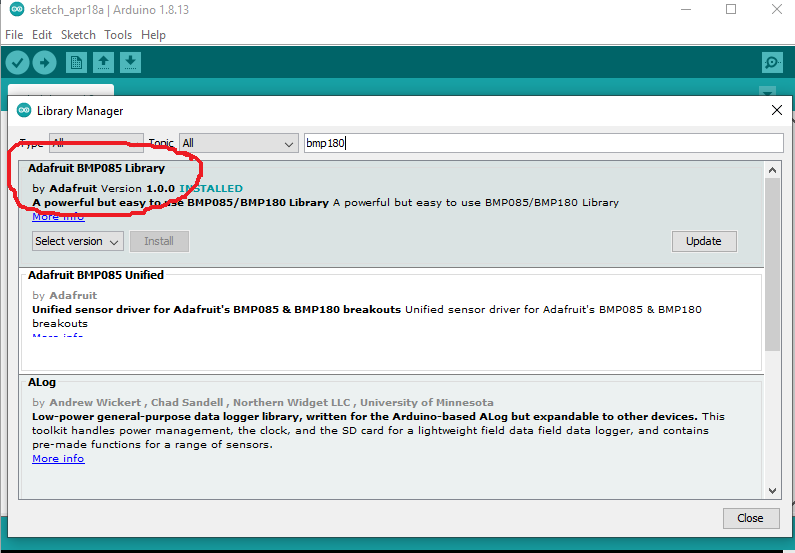 sketch_apr18a | Arduino 1.8.13
File Edit Sketch Tools Help
Library Manager
Type All Topic All bmp180
Adafruit BMP085 Library
by Adafruit Version 1.0.0 INSTALLED
A powerful but easy to use BMP085/BMP180 Library A powerful but easy to use BMP085/BMP180 Library
More info
Select version Install Update
Adafruit BMP085 Unified
by Adafruit
Unified sensor driver for Adafruit's BMP085 & BMP180 breakouts Unified sensor driver for Adafruit's BMP085 & BMP180
breakouts
More info
ALog
by Andrew Wickert , Chad Sandell , Northern Widget LLC , University of Minnesota
Low-power general-purpose data logger library, written for the Arduino-based ALog but expandable to other devices. This
toolkit handles power management, the clock, and the SD card for a lightweight field data field data logger, and contains
pre-made functions for a range of sensors.
More info
Close